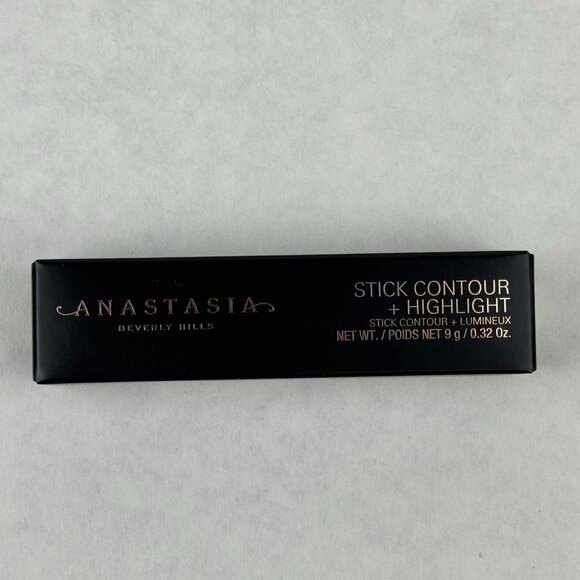 ANASTASIA
BEVERLY HILLS
STICK CONTOUR
+ HIGHLIGHT
STICK CONTOUR + LUMINEUX
NET WT. / POIDS NET 9 g / 0.32 Oz.